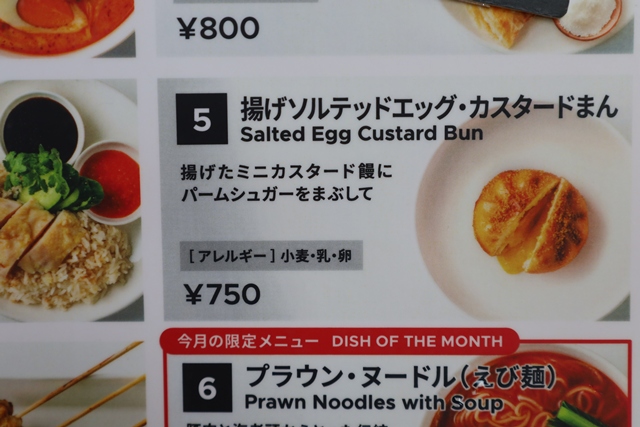 ¥800
5
揚げソルテッドエッグ・カスタードまん
Salted Egg Custard Bun
揚げたミニカスタード饅に
パームシュガーをまぶして
[アレルギー] 小麦・乳・卵
¥750
今月の限定メニュー DISH OF THE MONTH
6
プラウン・ヌードル(えび麺)
Prawn Noodles with Soup